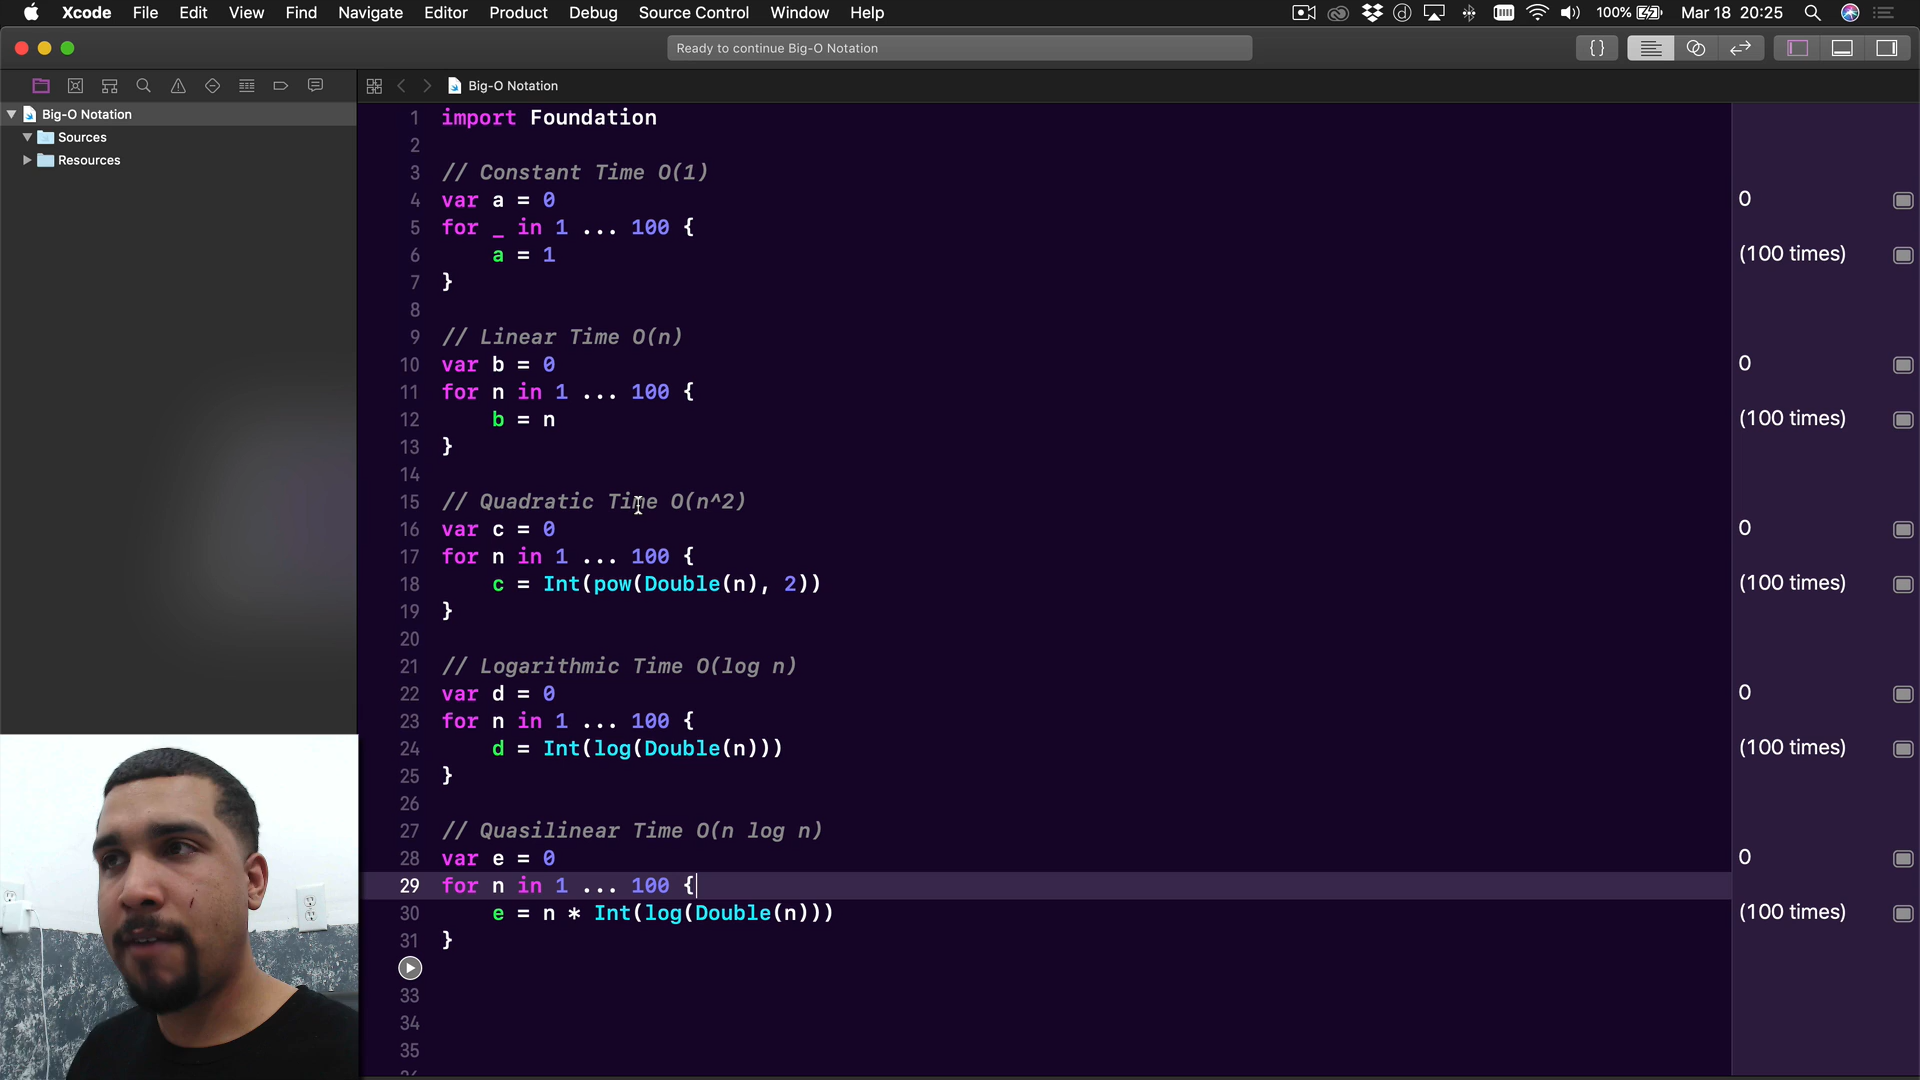 Xcode File Edit View Find Navigate Editor Product Debug Source Control Window Help 100% Mar 18 20:25
Ready to continue Big-O Notation
Big-O Notation
Big-O Notation
Sources
Resources
1 import Foundation
2
3 // Constant Time O(1)
4 var a = 0 0
5 for _ in 1 ... 100 {
6 a = 1 (100 times)
7 }
8
9 // Linear Time O(n)
10 var b = 0 0
11 for n in 1 ... 100 {
12 b = n (100 times)
13 }
14
15 // Quadratic Time O(n^2)
16 var c = 0 0
17 for n in 1 ... 100 {
18 c = Int(pow(Double(n), 2)) (100 times)
19 }
20
21 // Logarithmic Time O(log n)
22 var d = 0 0
23 for n in 1 ... 100 {
24 d = Int(log(Double(n))) (100 times)
25 }
26
27 // Quasilinear Time O(n log n)
28 var e = 0 0
29 for n in 1 ... 100 {
30 e = n * Int(log(Double(n))) (100 times)
31 }
33
34
35